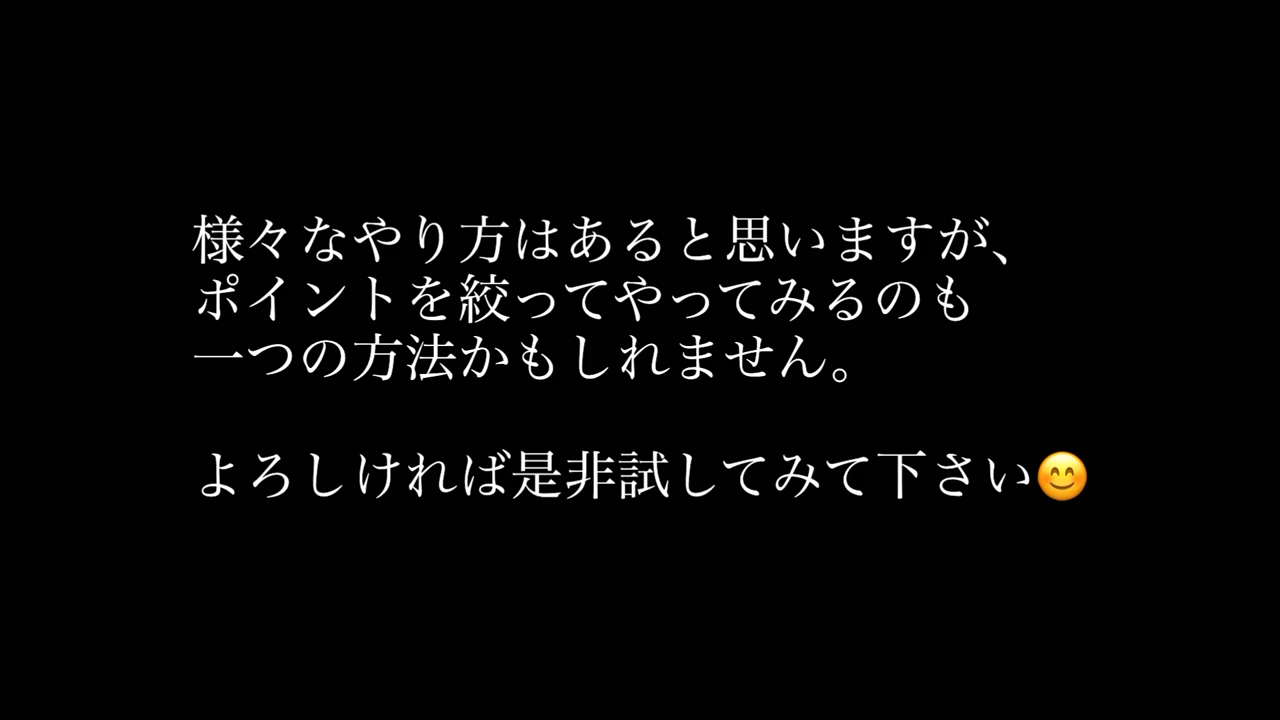 様々なやり方はあると思いますが、
ポイントを絞ってやってみるのも
一つの方法かもしれません。
よろしければ是非試してみて下さい😊